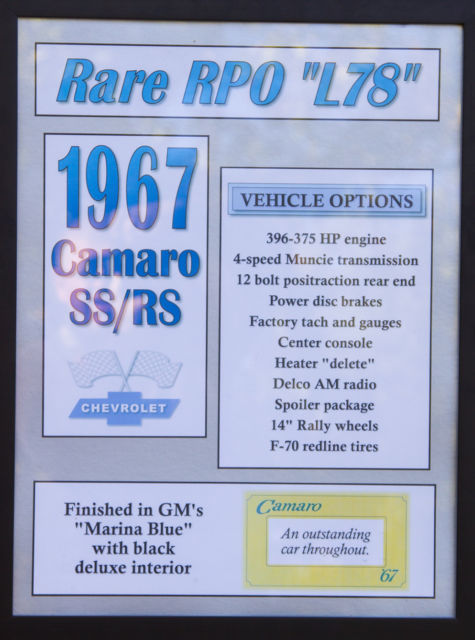 Rare RPO "L78"
1967
Camaro
SS/RS
CHEVROLET
VEHICLE OPTIONS
396-375 HP engine
4-speed Muncie transmission
12 bolt positraction rear end
Power disc brakes
Factory tach and gauges
Center console
Heater "delete"
Delco AM radio
Spoiler package
14" Rally wheels
F-70 redline tires
Finished in GM's
"Marina Blue"
with black
deluxe interior
Camaro
An outstanding
car throughout.
'67